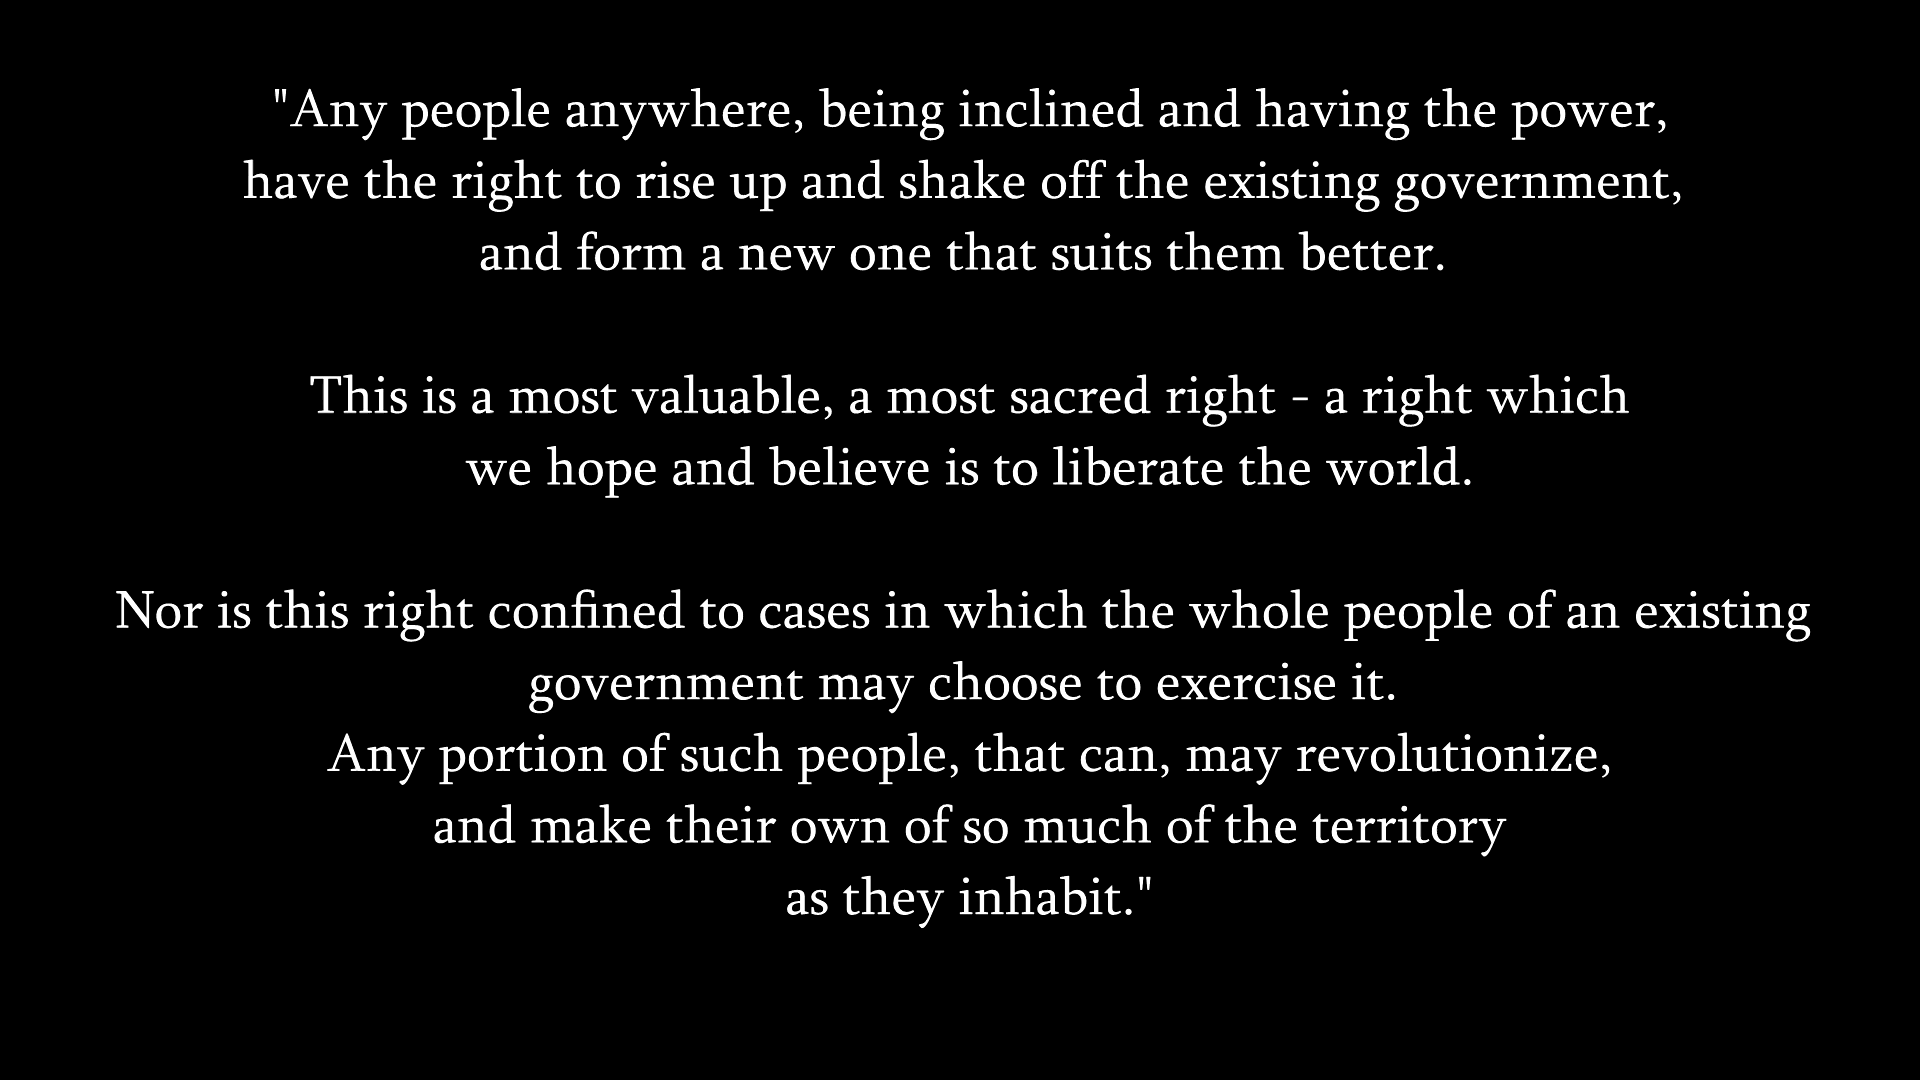 "Any people anywhere, being inclined and having the power,
have the right to rise up and shake off the existing government,
and form a new one that suits them better.
This is a most valuable, a most sacred right - a right which
we hope and believe is to liberate the world.
Nor is this right confined to cases in which the whole people of an existing
government may choose to exercise it.
Any portion of such people, that can, may revolutionize,
and make their own of so much of the territory
as they inhabit."